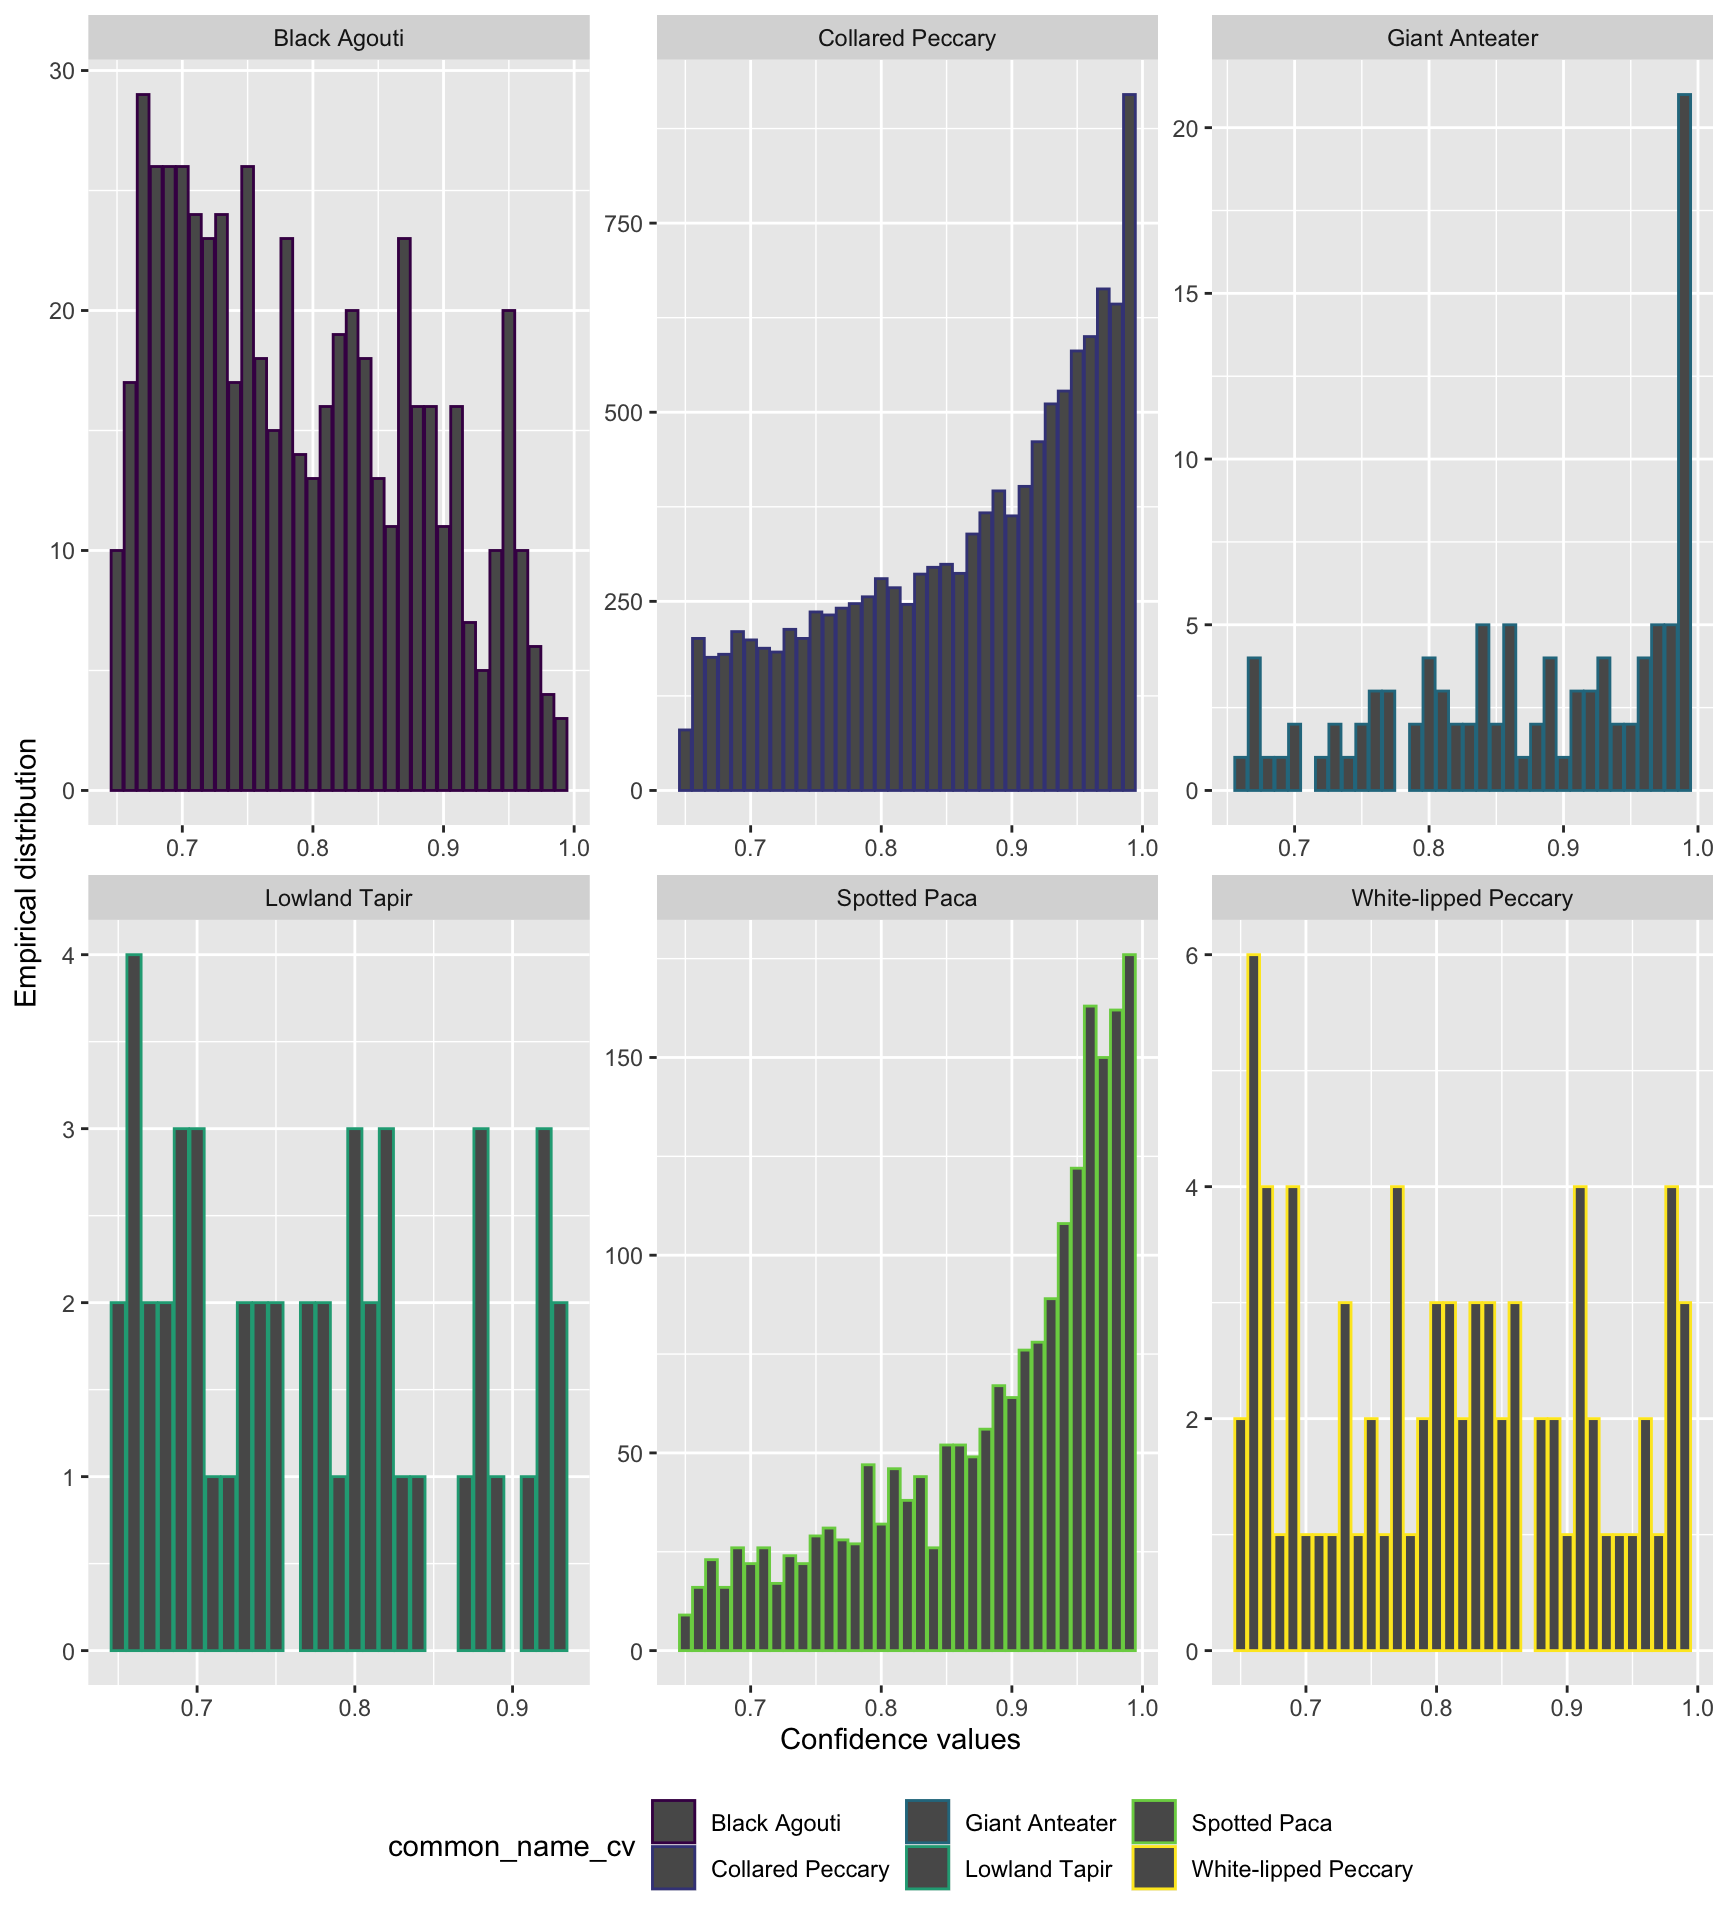 Black Agouti
Collared Peccary
Giant Anteater
30
20
10
0
750
500
250
0
20
15
10
5
0
0.7 0.8 0.9 1.0
0.7 0.8 0.9 1.0
0.7 0.8 0.9 1.0
Empirical distribution
Lowland Tapir
Spotted Paca
White-lipped Peccary
4
3
2
1
0
150
100
50
0
6
4
2
0
0.7 0.8 0.9
0.7 0.8 0.9 1.0
0.7 0.8 0.9 1.0
Confidence values
common_name_cv
Black Agouti
Collared Peccary
Giant Anteater
Lowland Tapir
Spotted Paca
White-lipped Peccary